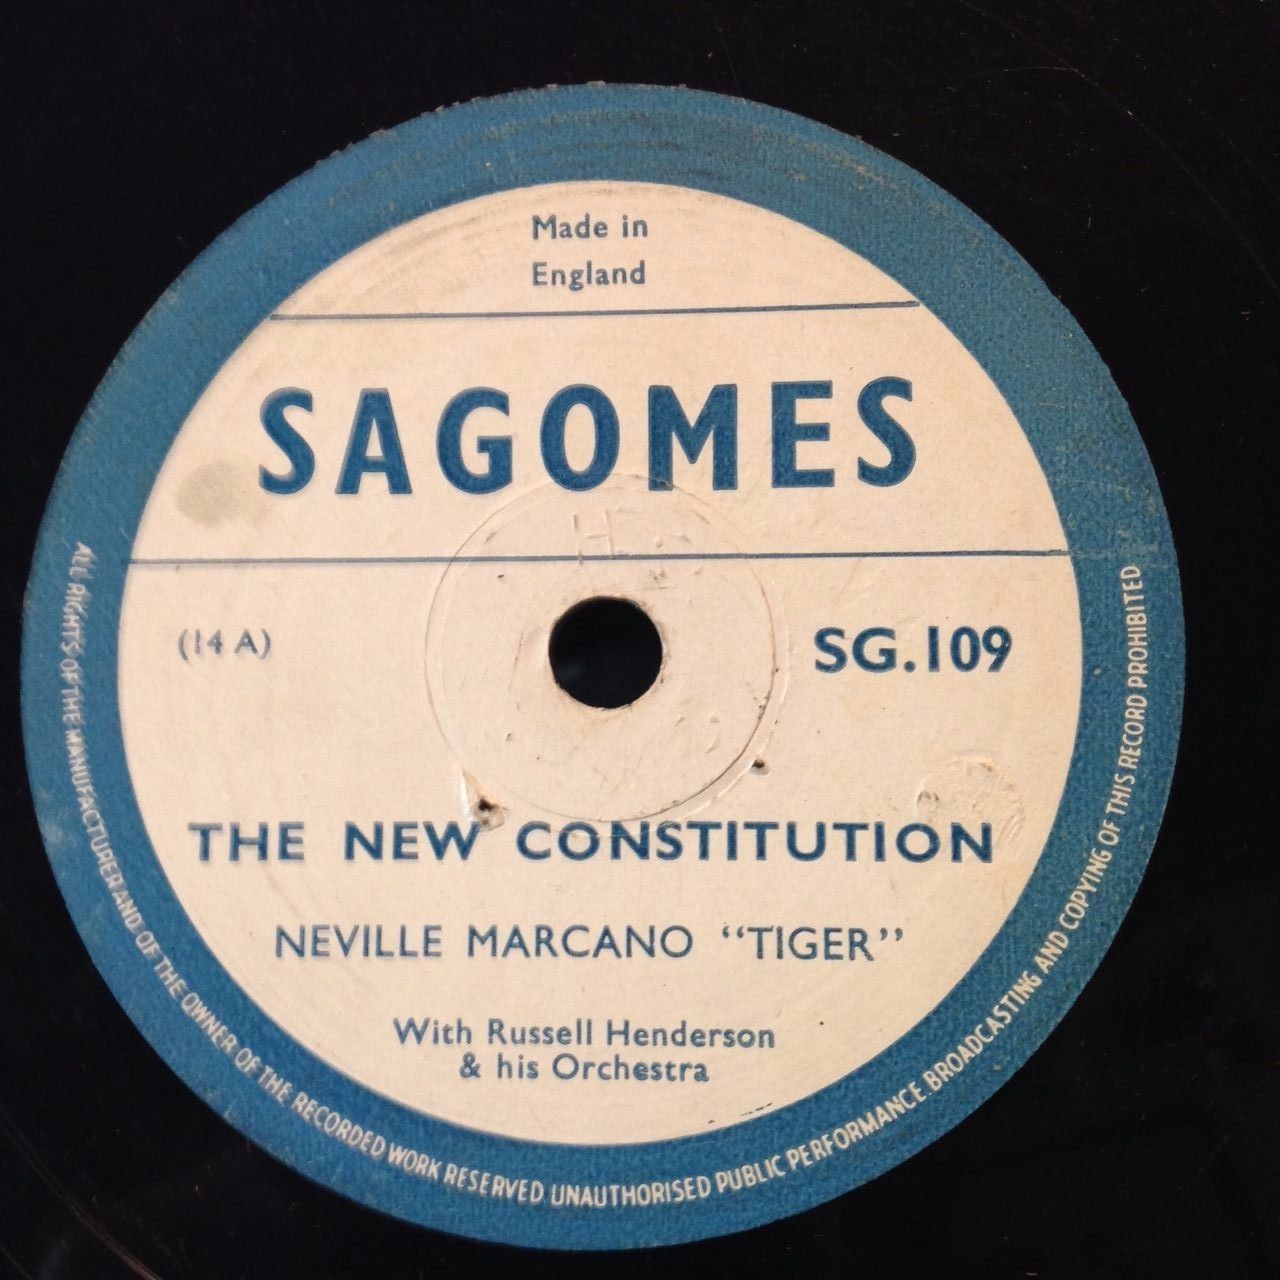 Made in
England
SAGOMES
H
(14 A)
SG.109
THE NEW CONSTITUTION
NEVILLE MARCANO “TIGER”
With Russell Henderson
& his Orchestra
ALL RIGHTS OF THE MANUFACTURER AND OF THE OWNER OF THE RECORDED WORK RESERVED UNAUTHORISED PUBLIC PERFORMANCE BROADCASTING AND COPYING OF THIS RECORD PROHIBITED